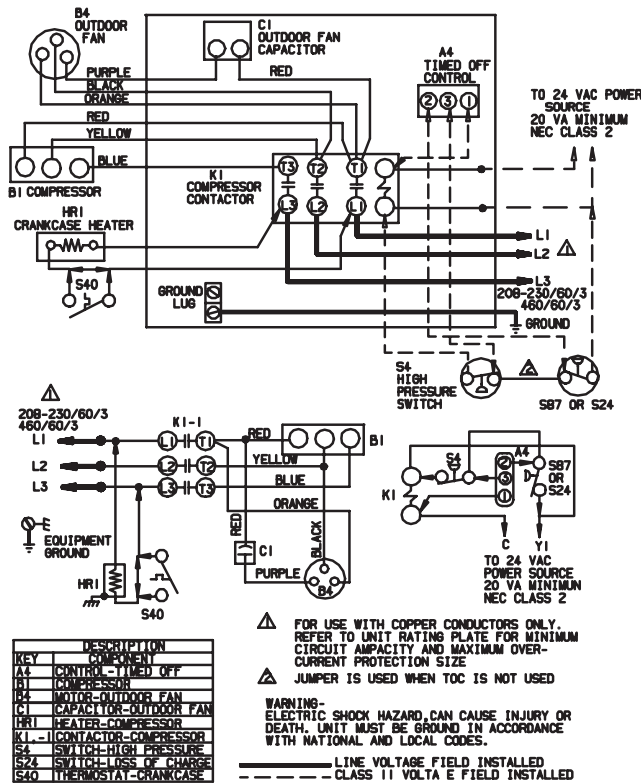 B4
OUTDOOR
FAN
C1
OUTDOOR FAN
CAPACITOR
A4
TIMED OFF
CONTROL
2 3 1
PURPLE
RED
BLACK
ORANGE
RED
YELLOW
BLUE
TO 24 VAC POWER
SOURCE
20 VA MINIMUM
NEC CLASS 2
B1 COMPRESSOR
K1
COMPRESSOR
CONTACTOR
T3 T2 T1
L3 L2 L1
HR1
CRANKCASE HEATER
S40
L1
L2
1
L3
208-230/60/3
460/60/3
GROUND
LUG
GROUND
S4
HIGH
PRESSURE
SWITCH
2
S87 OR S24
1
208-230/60/3
460/60/3
K1-1
L1 L1 T1 RED B1
L2 L2 T2 YELLOW
L3 L3 T3 BLUE
ORANGE
EQUIPMENT
GROUND
RED
BLACK
C1
PURPLE
B4
HR1
S40
S4
A4
2
3
1
S87
OR
S24
K1
C
Y1
TO 24 VAC
POWER SOURCE
20 VA MINIMUN
NEC CLASS 2
1 FOR USE WITH COPPER CONDUCTORS ONLY.
REFER TO UNIT RATING PLATE FOR MINIMUM
CIRCUIT AMPACITY AND MAXIMUM OVER-
CURRENT PROTECTION SIZE
2 JUMPER IS USED WHEN TOC IS NOT USED
WARNING-
ELECTRIC SHOCK HAZARD,CAN CAUSE INJURY OR
DEATH. UNIT MUST BE GROUND IN ACCORDANCE
WITH NATIONAL AND LOCAL CODES.
LINE VOLTAGE FIELD INSTALLED
CLASS II VOLTA E FIELD INSTALLED
DESCRIPTION
KEY COMPONENT
A4 CONTROL-TIMED OFF
B1 COMPRESSOR
B4 MOTOR-OUTDOOR FAN
C1 CAPACITOR-OUTDOOR FAN
HR1 HEATER-COMPRESSOR
K1.-1 CONTACTOR-COMPRESSOR
S4 SWITCH-HIGH PRESSURE
S24 SWITCH-LOSS OF CHARGE
S40 THERMOSTAT-CRANKCASE